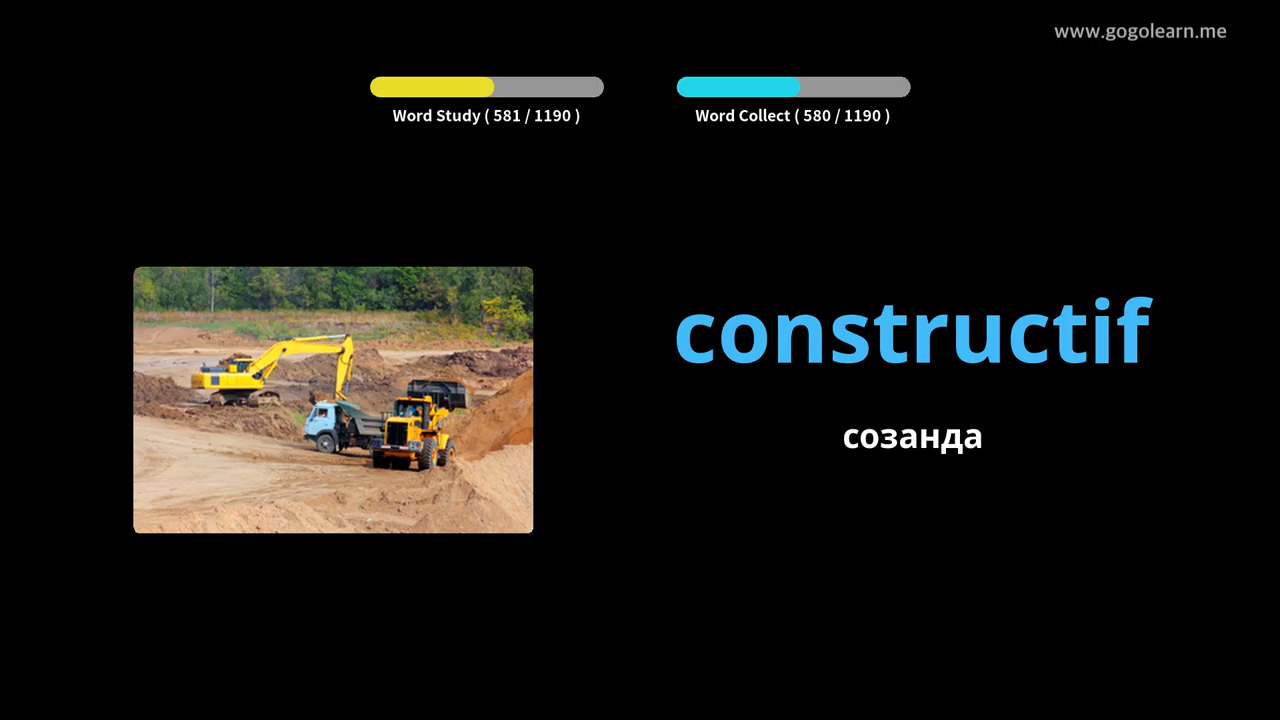 www.gogolearn.me
Word Study ( 581 / 1190 )
Word Collect ( 580 / 1190 )
constructif
созанда